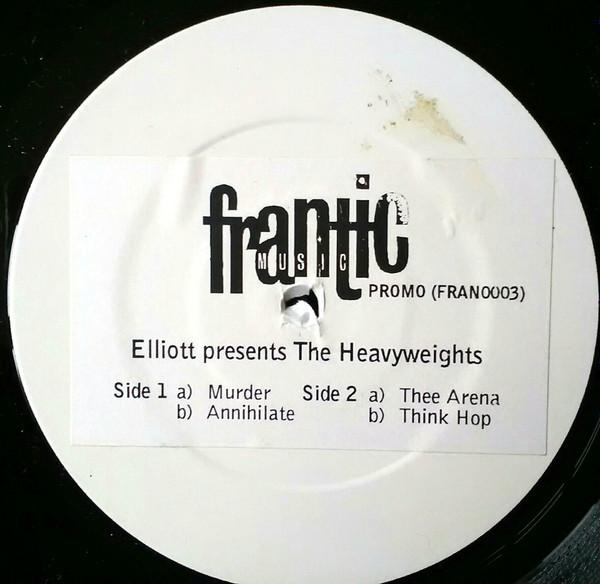 frantic
MUSIC
PROMO (FRAN0003)
Elliott presents The Heavyweights
Side 1 a) Murder Side 2 a) Thee Arena
b) Annihilate b) Think Hop